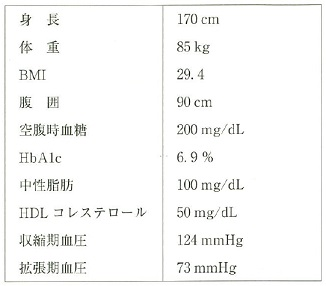 身長 170 cm
体重 85 kg
BMI 29.4
腹囲 90 cm
空腹時血糖 200 mg/dL
HbA1c 6.9 %
中性脂肪 100 mg/dL
HDL コレステロール 50 mg/dL
収縮期血圧 124 mmHg
拡張期血圧 73 mmHg